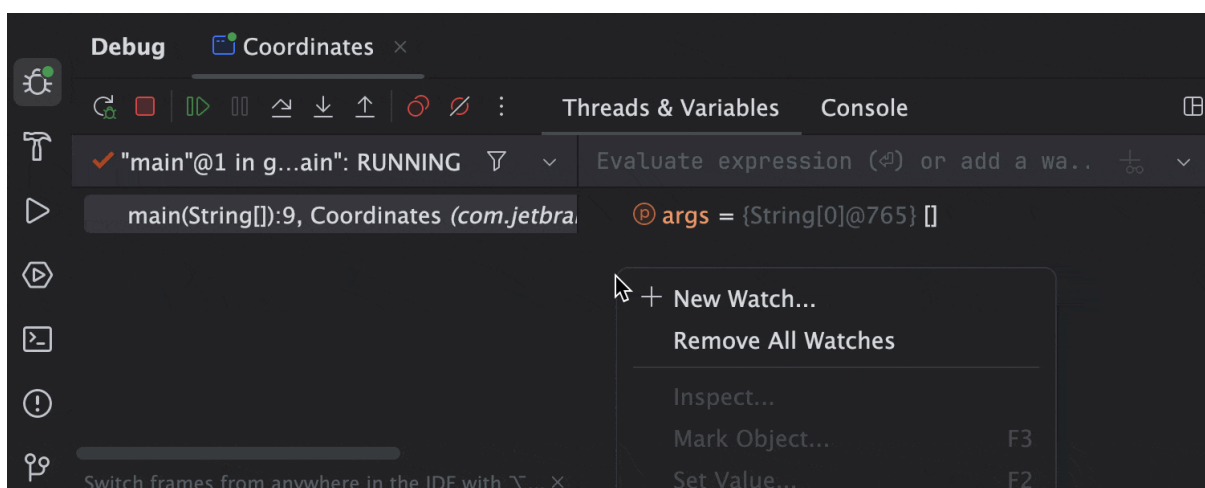 Debug Coordinates
Threads & Variables Console
"main"@1 in g...ain": RUNNING Evaluate expression (⏎) or add a wa..
main(String[]):9, Coordinates (com.jetbra
args = {String[0]@765} []
New Watch...
Remove All Watches
Inspect...
Mark Object... F3
Set Value... F2
Switch frames from anywhere in the IDE with ⌥...